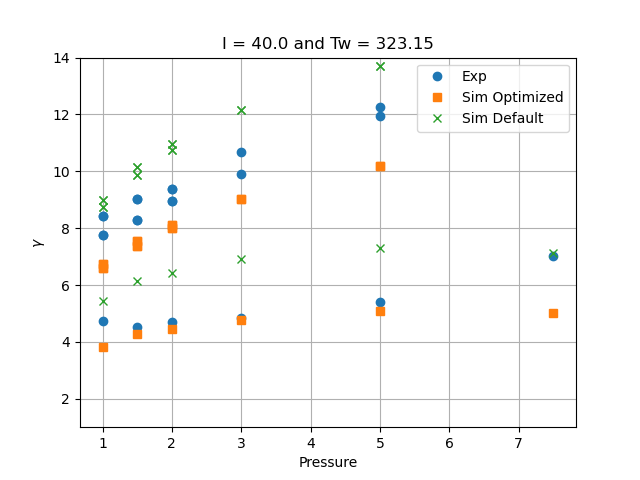 I = 40.0 and Tw = 323.15
14
12
10
8
6
4
2
γ
1
2
3
4
5
6
7
Pressure
Exp
Sim Optimized
Sim Default